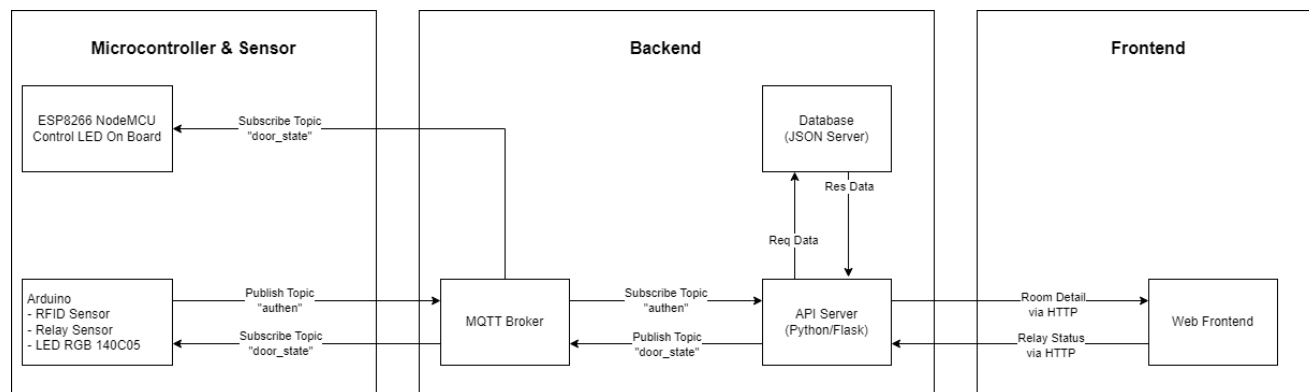 Microcontroller & Sensor
Backend
Frontend
ESP8266 NodeMCU
Control LED On Board
Subscribe Topic
"door_state"
Database
(JSON Server)
Res Data
Req Data
Arduino
- RFID Sensor
- Relay Sensor
- LED RGB 140C05
Publish Topic
"authen"
Subscribe Topic
"door_state"
MQTT Broker
Subscribe Topic
"authen"
Publish Topic
"door_state"
API Server
(Python/Flask)
Room Detail
via HTTP
Relay Status
via HTTP
Web Frontend